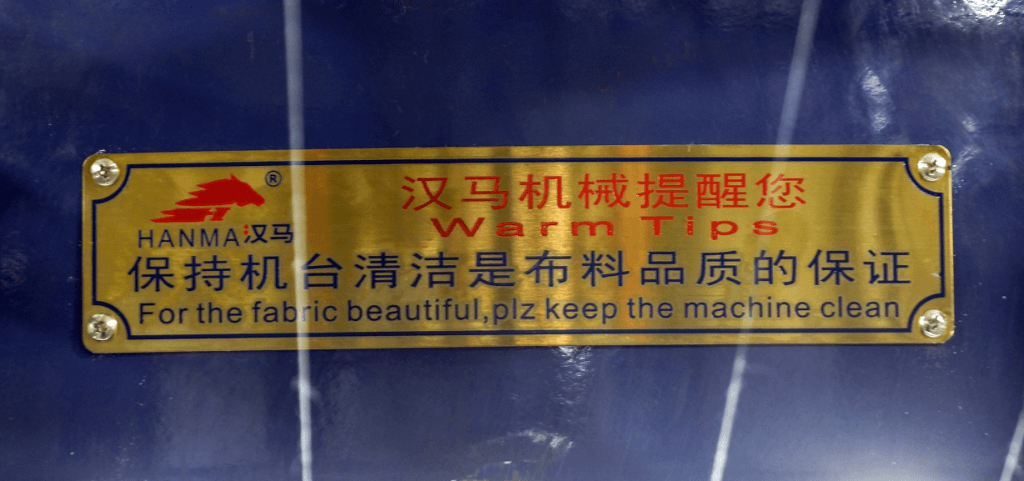 ®
HANMA汉马
汉马机械提醒您
Warm Tips
保持机台清洁是布料品质的保证
For the fabric beautiful,plz keep the machine clean